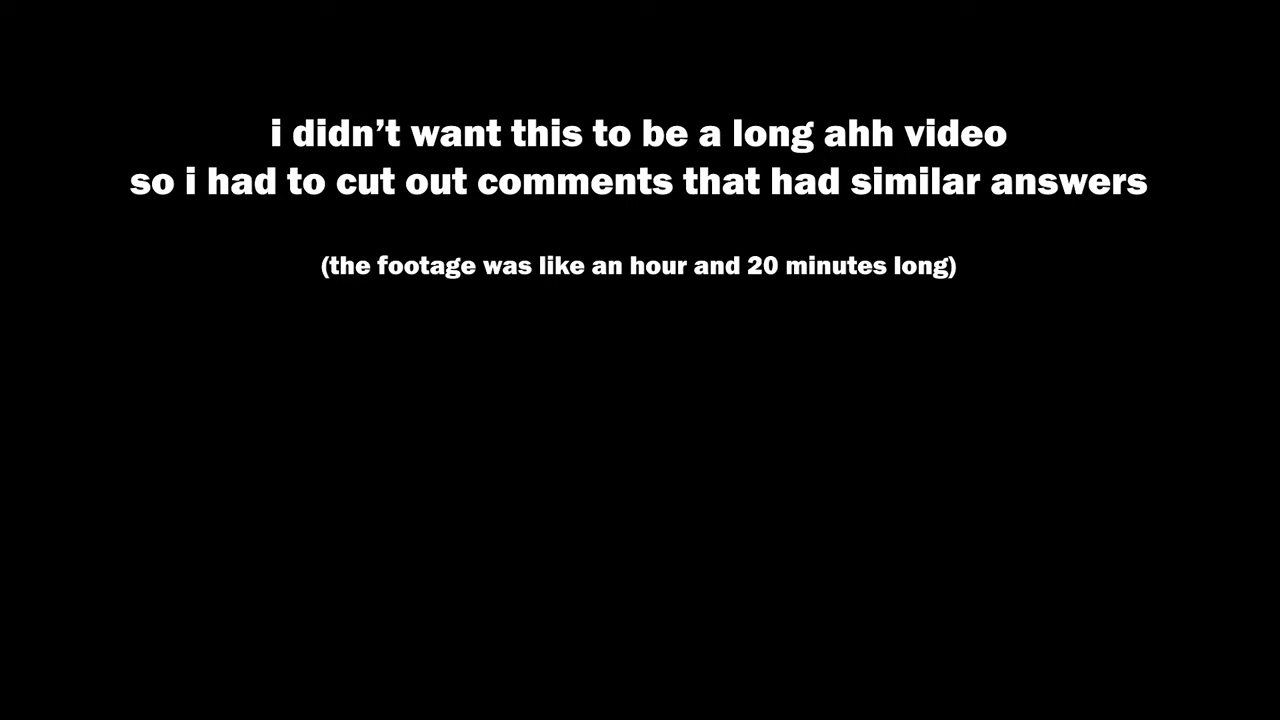 i didn’t want this to be a long ahh video
so i had to cut out comments that had similar answers
(the footage was like an hour and 20 minutes long)